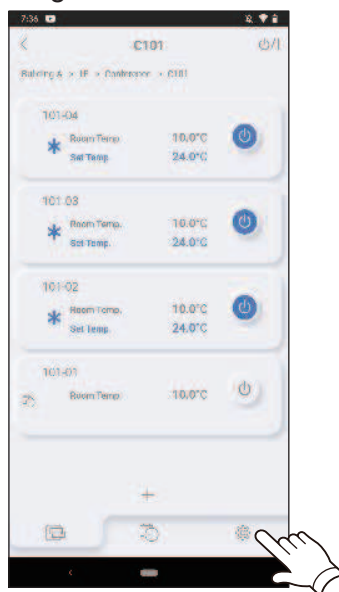 7:36
C101
Building A > 1F > Conference > C101
101-04
Room Temp. 10.0°C
Set Temp. 24.0°C
101-03
Room Temp. 10.0°C
Set Temp. 24.0°C
101-02
Room Temp. 10.0°C
Set Temp. 24.0°C
101-01
Room Temp. 10.0°C
+